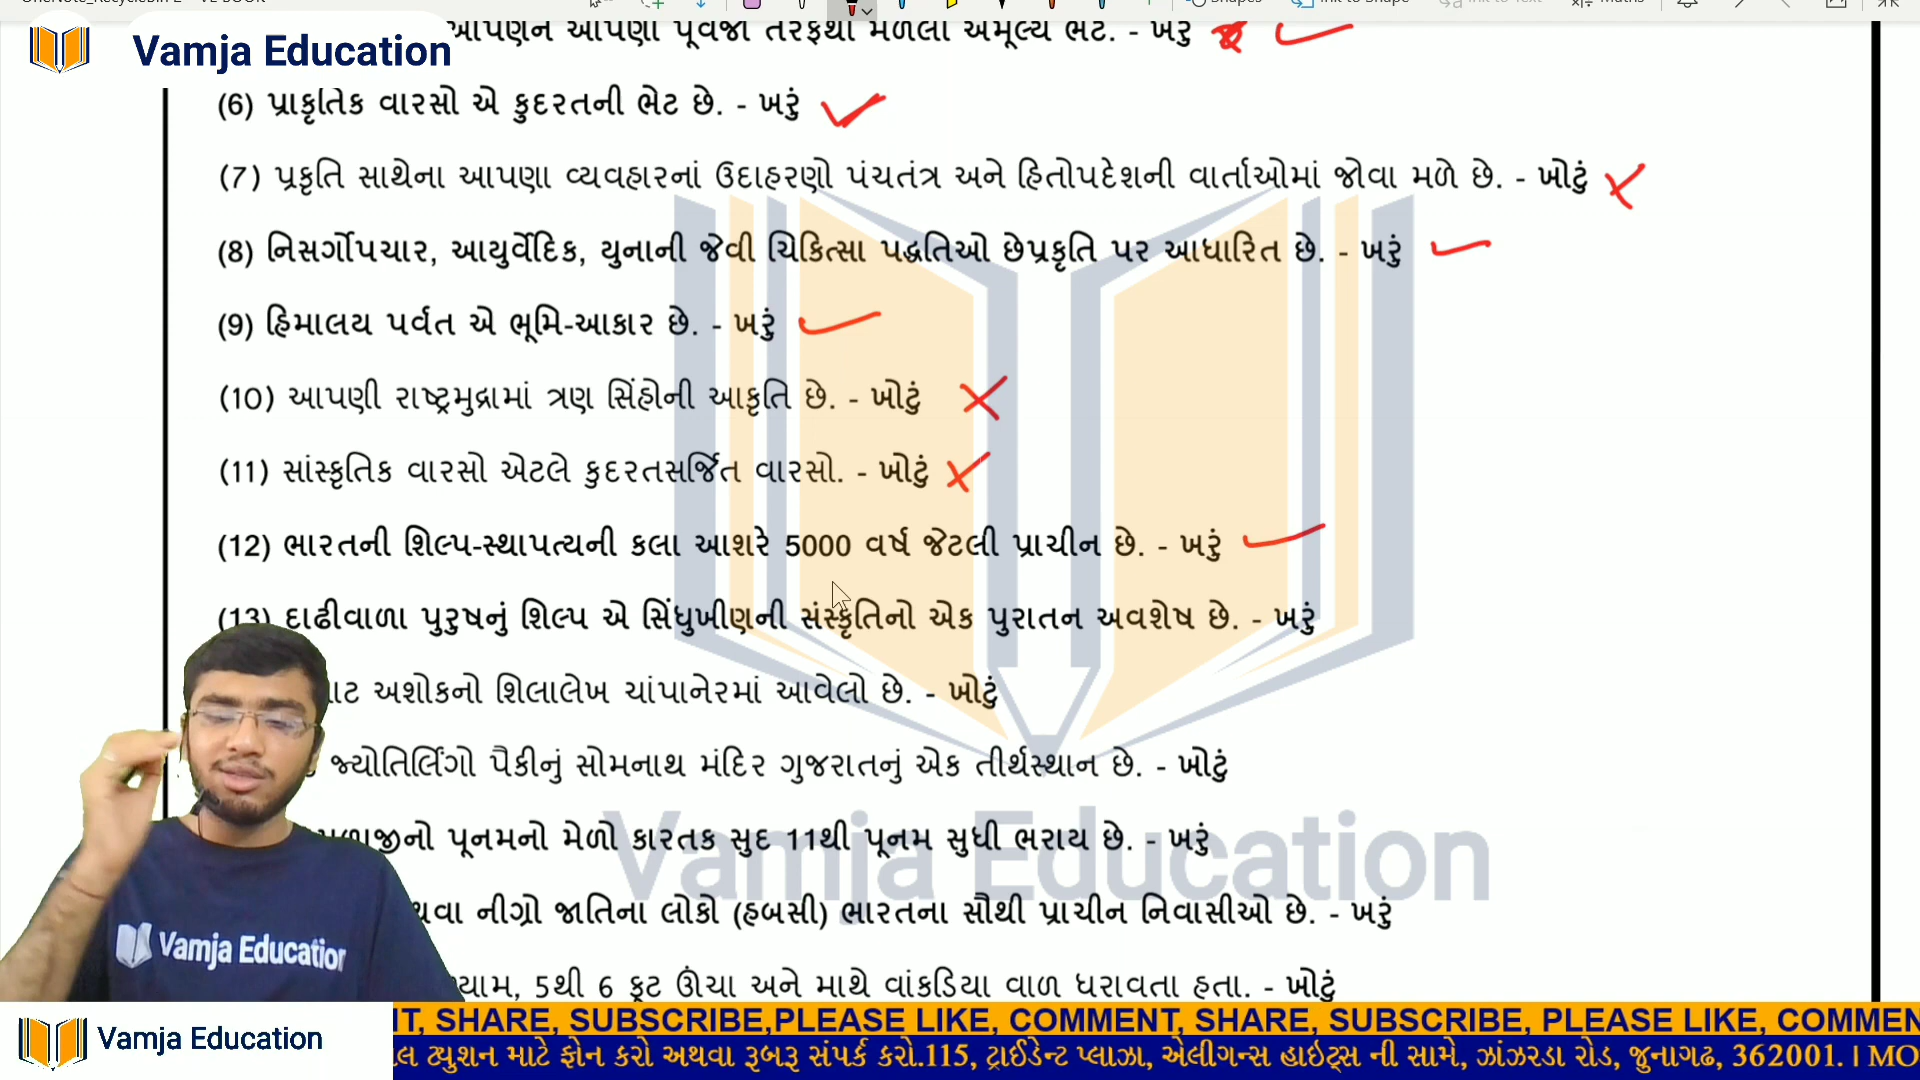 Vamja Education
આપણને આપણા પૂર્વજો તરફથી મળેલી અમૂલ્ય ભેટ. - ખરું
(6) પ્રાકૃતિક વારસો એ કુદરતની ભેટ છે. - ખરું
(7) પ્રકૃતિ સાથેના આપણા વ્યવહારનાં ઉદાહરણો પંચતંત્ર અને હિતોપદેશની વાર્તાઓમાં જોવા મળે છે. - ખોટું
(8) નિસર્ગોપચાર, આયુર્વેદિક, યુનાની જેવી ચિકિત્સા પદ્ધતિઓ છેપ્રકૃતિ પર આધારિત છે. - ખરું
(9) હિમાલય પર્વત એ ભૂમિ-આકાર છે. - ખરું
(10) આપણી રાષ્ટ્રમુદ્રામાં ત્રણ સિંહોની આકૃતિ છે. - ખોટું
(11) સાંસ્કૃતિક વારસો એટલે કુદરતસર્જિત વારસો. - ખોટું
(12) ભારતની શિલ્પ-સ્થાપત્યની કલા આશરે 5000 વર્ષ જેટલી પ્રાચીન છે. - ખરું
(13) દાઢીવાળા પુરુષનું શિલ્પ એ સિંધુખીણની સંસ્કૃતિનો એક પુરાતન અવશેષ છે. - ખરું
અશોકનો શિલાલેખ ચાંપાનેરમાં આવેલો છે. - ખોટું
જ્યોતિર્લિંગો પૈકીનું સોમનાથ મંદિર ગુજરાતનું એક તીર્થસ્થાન છે. - ખોટું
પૂનમનો મેળો કારતક સુદ 11થી પૂનમ સુધી ભરાય છે. - ખરું
નીગ્રો જાતિના લોકો (હબસી) ભારતના સૌથી પ્રાચીન નિવાસીઓ છે. - ખરું
5થી 6 ફૂટ ઊંચા અને માથે વાંકડિયા વાળ ધરાવતા હતા. - ખોટું
Vamja Education
Vamja Education
Vamja Education
SHARE, SUBSCRIBE,PLEASE LIKE, COMMENT, SHARE, SUBSCRIBE, PLEASE LIKE,
ટ્યુશન માટે ફોન કરો અથવા રૂબરૂ સંપર્ક કરો.115, ટ્રાઈડેન્ટ પ્લાઝા, એલીગન્સ હાઇટ્સ ની સામે, ઝાંઝરડા રોડ, જુનાગઢ, 362001. I